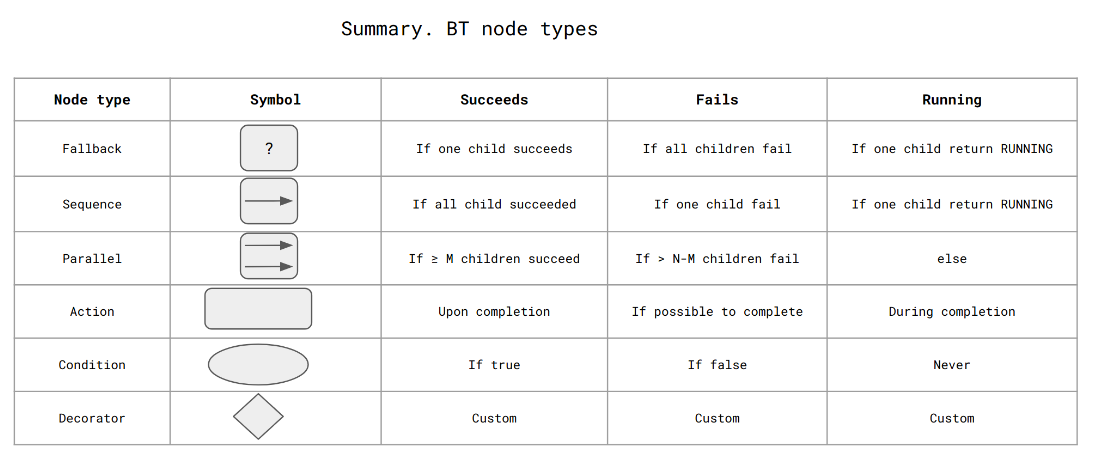 Summary. BT node types
Node type Symbol Succeeds Fails Running
Fallback ? If one child succeeds If all children fail If one child return RUNNING
Sequence If all child succeeded If one child fail If one child return RUNNING
Parallel If ≥ M children succeed If > N-M children fail else
Action Upon completion If possible to complete During completion
Condition If true If false Never
Decorator Custom Custom Custom